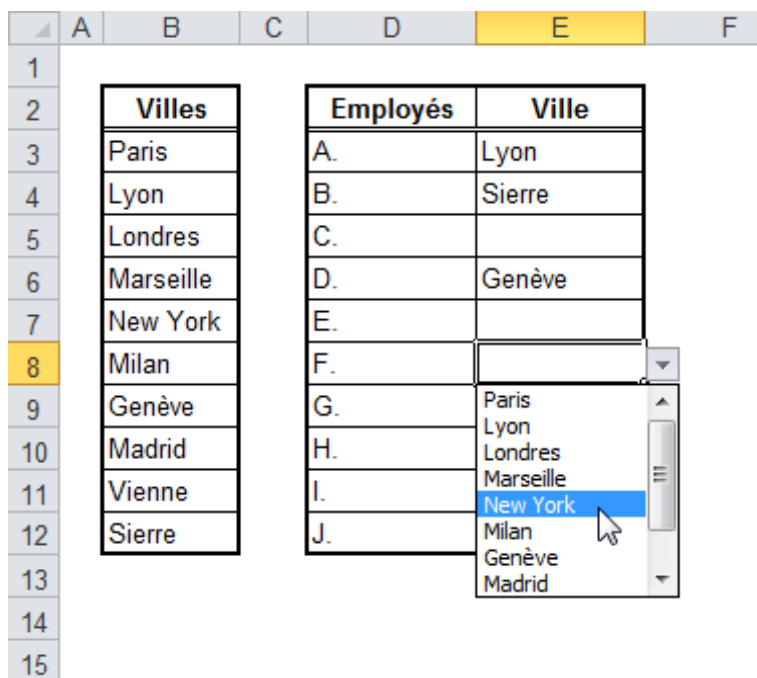 A B C D E F
1
2 Villes Employés Ville
3 Paris A. Lyon
4 Lyon B. Sierre
5 Londres C.
6 Marseille D. Genève
7 New York E.
8 Milan F.
9 Genève G. Paris
Lyon
10 Madrid H. Londres
Marseille
11 Vienne I. New York
12 Sierre J. Milan
Genève
13 Madrid
14
15